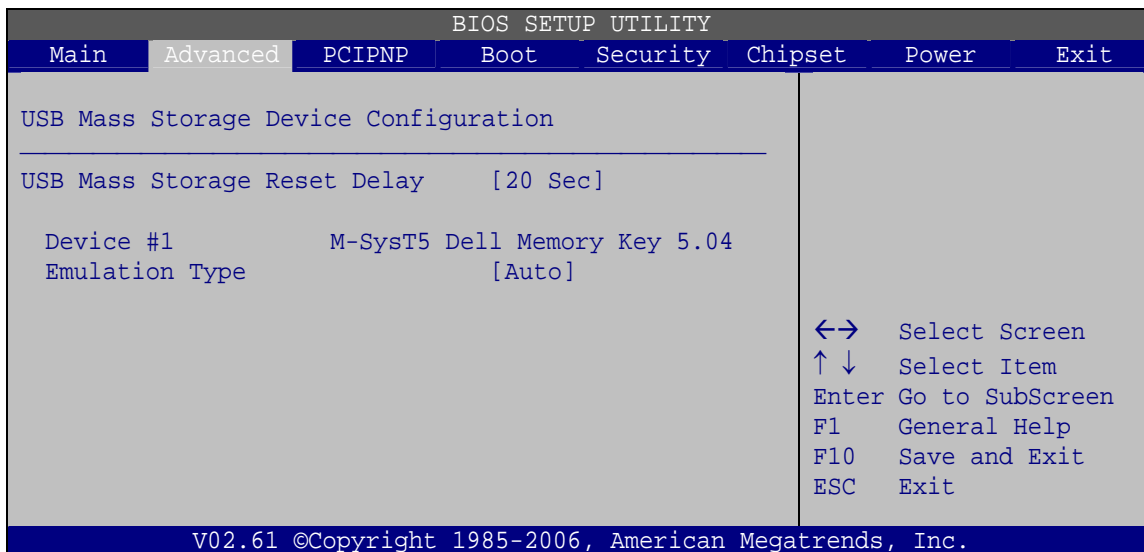 BIOS SETUP UTILITY
Main Advanced PCIPNP Boot Security Chipset Power Exit
USB Mass Storage Device Configuration
USB Mass Storage Reset Delay [20 Sec]
Device #1 M-SysT5 Dell Memory Key 5.04
Emulation Type [Auto]
←→ Select Screen
↑ ↓ Select Item
Enter Go to SubScreen
F1 General Help
F10 Save and Exit
ESC Exit
V02.61 ©Copyright 1985-2006, American Megatrends, Inc.